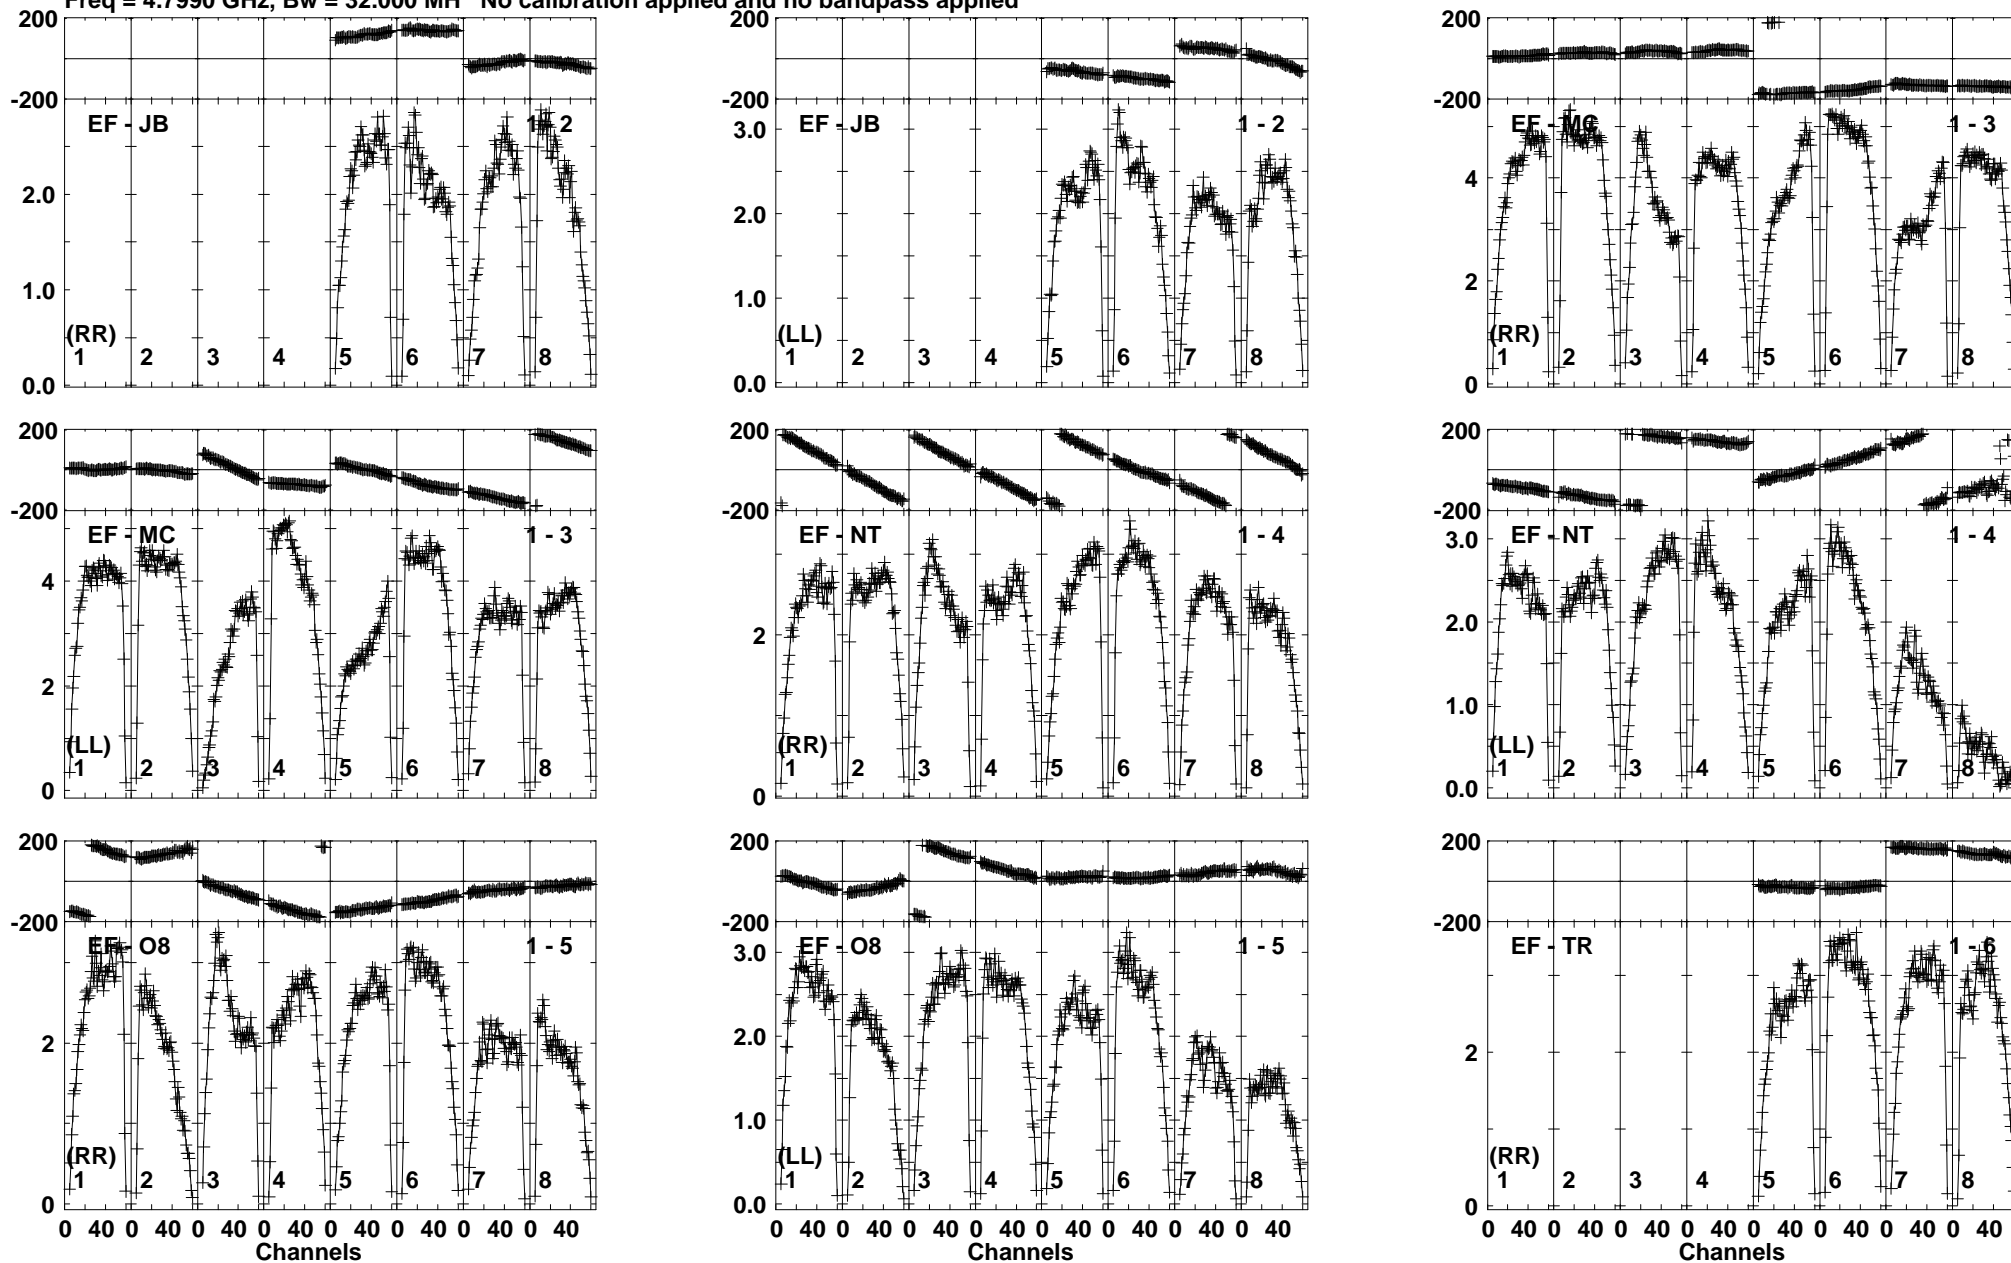 Freq = 4.7990 GHz, Bw = 32.000 MH No calibration applied and no bandpass applied
200 200 200
-200 -200 -200
EF - JB 1 - 2 EF - JB 1 - 2 EF - MC 1 - 3
3.0
2.0 2.0 4
1.0 1.0 2
(RR) (LL) (RR)
1 2 3 4 5 6 7 8 1 2 3 4 5 6 7 8 1 2 3 4 5 6 7 8
0.0 0.0 0
200 200 200
-200 -200 -200
EF - MC 1 - 3 EF - NT 1 - 4 EF - NT 1 - 4
3.0
4 2 2.0
2 1.0
(LL) (RR) (LL)
1 2 3 4 5 6 7 8 1 2 3 4 5 6 7 8 1 2 3 4 5 6 7 8
0 0 0.0
200 200 200
-200 -200 -200
EF - O8 1 - 5 EF - O8 1 - 5 EF - TR 1 - 6
3.0
2 2.0 2
1.0
(RR) (LL) (RR)
1 2 3 4 5 6 7 8 1 2 3 4 5 6 7 8 1 2 3 4 5 6 7 8
0 0.0 0
0 40 0 40 0 40 0 40 0 40 0 40 0 40 0 40 0 40 0 40 0 40 0 40 0 40 0 40 0 40 0 40 0 40 0 40 0 40 0 40 0 40 0 40 0 40 0 40
Channels Channels Channels